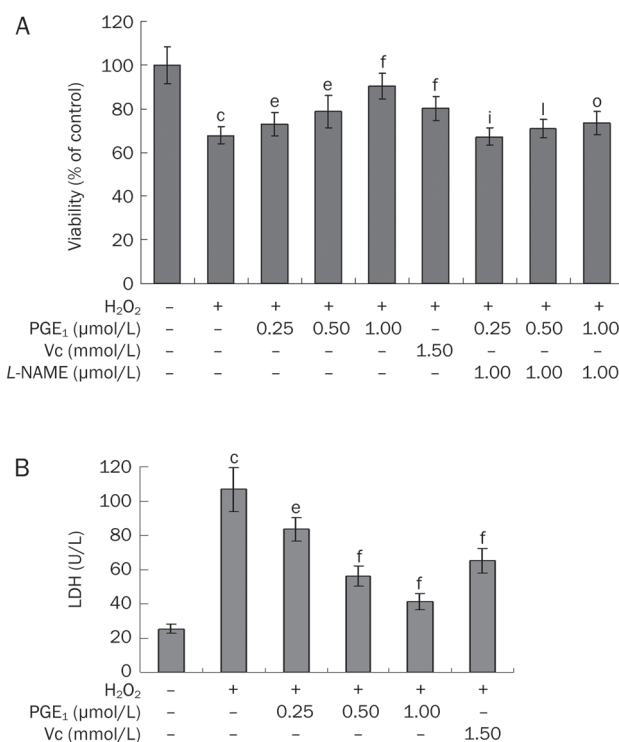 A
Viability (% of control)
120
100
80
60
40
20
0
c
e
e
f
f
i
l
o
H₂O₂ – + + + + + + + +
PGE₁ (μmol/L) – – 0.25 0.50 1.00 – 0.25 0.50 1.00
Vc (mmol/L) – – – – – 1.50 – – –
L-NAME (μmol/L) – – – – – – 1.00 1.00 1.00
B
LDH (U/L)
120
100
80
60
40
20
0
c
e
f
f
f
H₂O₂ – + + + + +
PGE₁ (μmol/L) – – 0.25 0.50 1.00 –
Vc (mmol/L) – – – – – 1.50